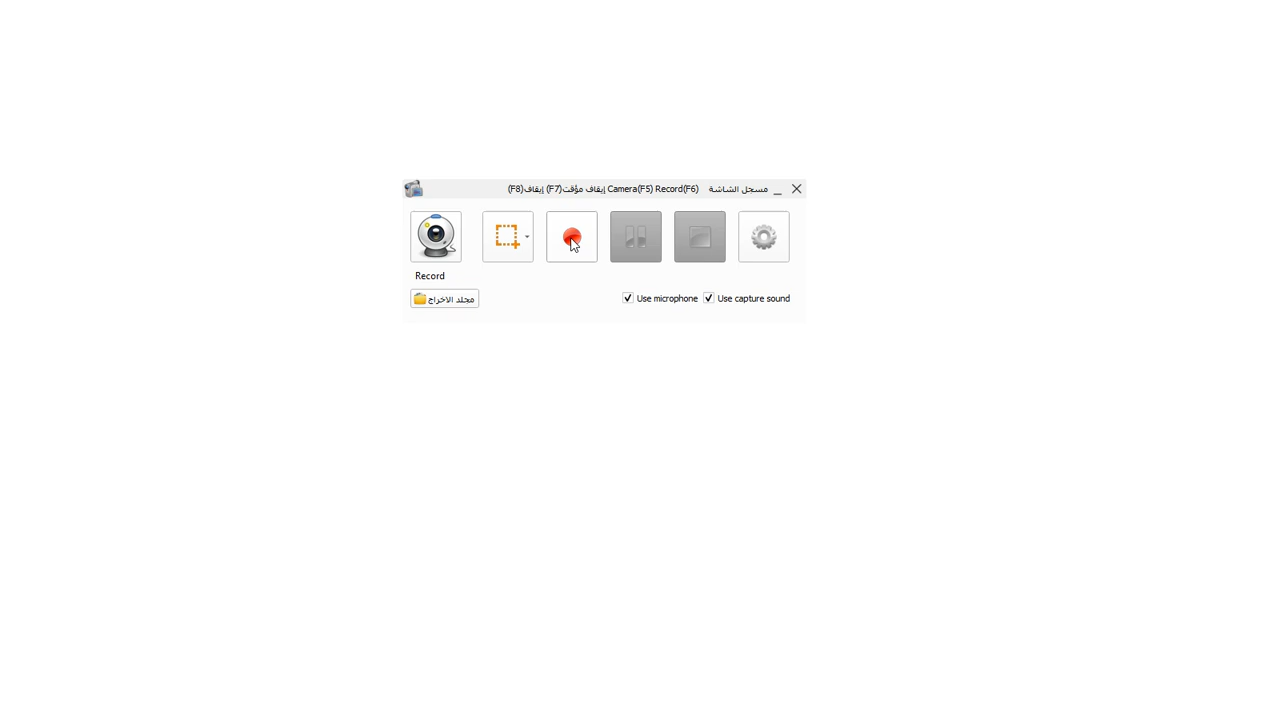 مسجل الشاشة Camera(F5) Record(F6) إيقاف مؤقت(F7) إيقاف(F8)
Record
مجلد الاخراج
Use microphone
Use capture sound